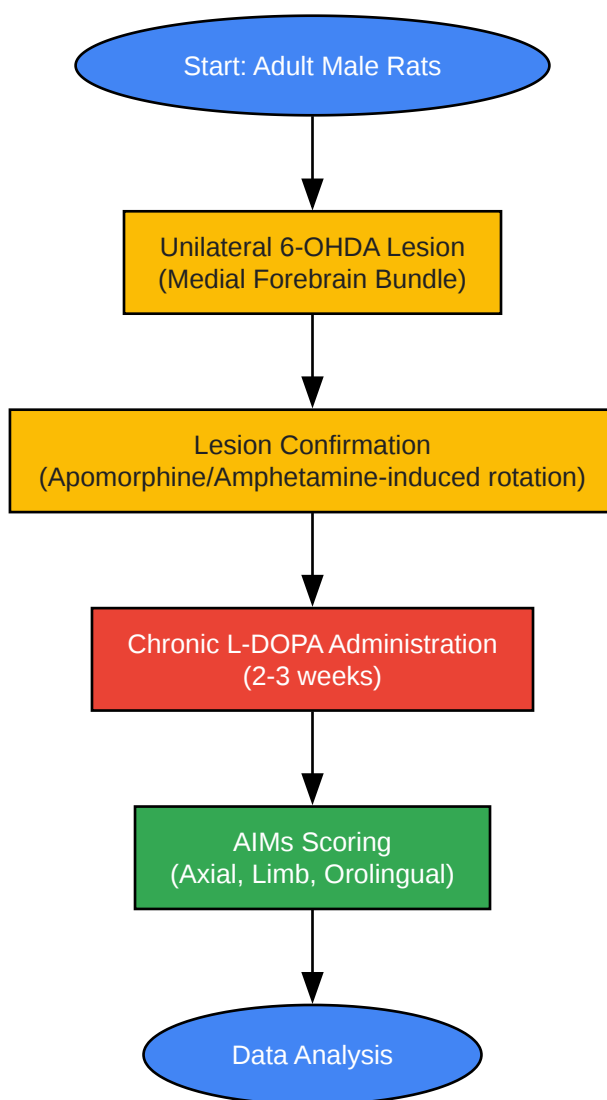 Start: Adult Male Rats
Unilateral 6-OHDA Lesion
(Medial Forebrain Bundle)
Lesion Confirmation
(Apomorphine/Amphetamine-induced rotation)
Chronic L-DOPA Administration
(2-3 weeks)
AIMs Scoring
(Axial, Limb, Orolingual)
Data Analysis